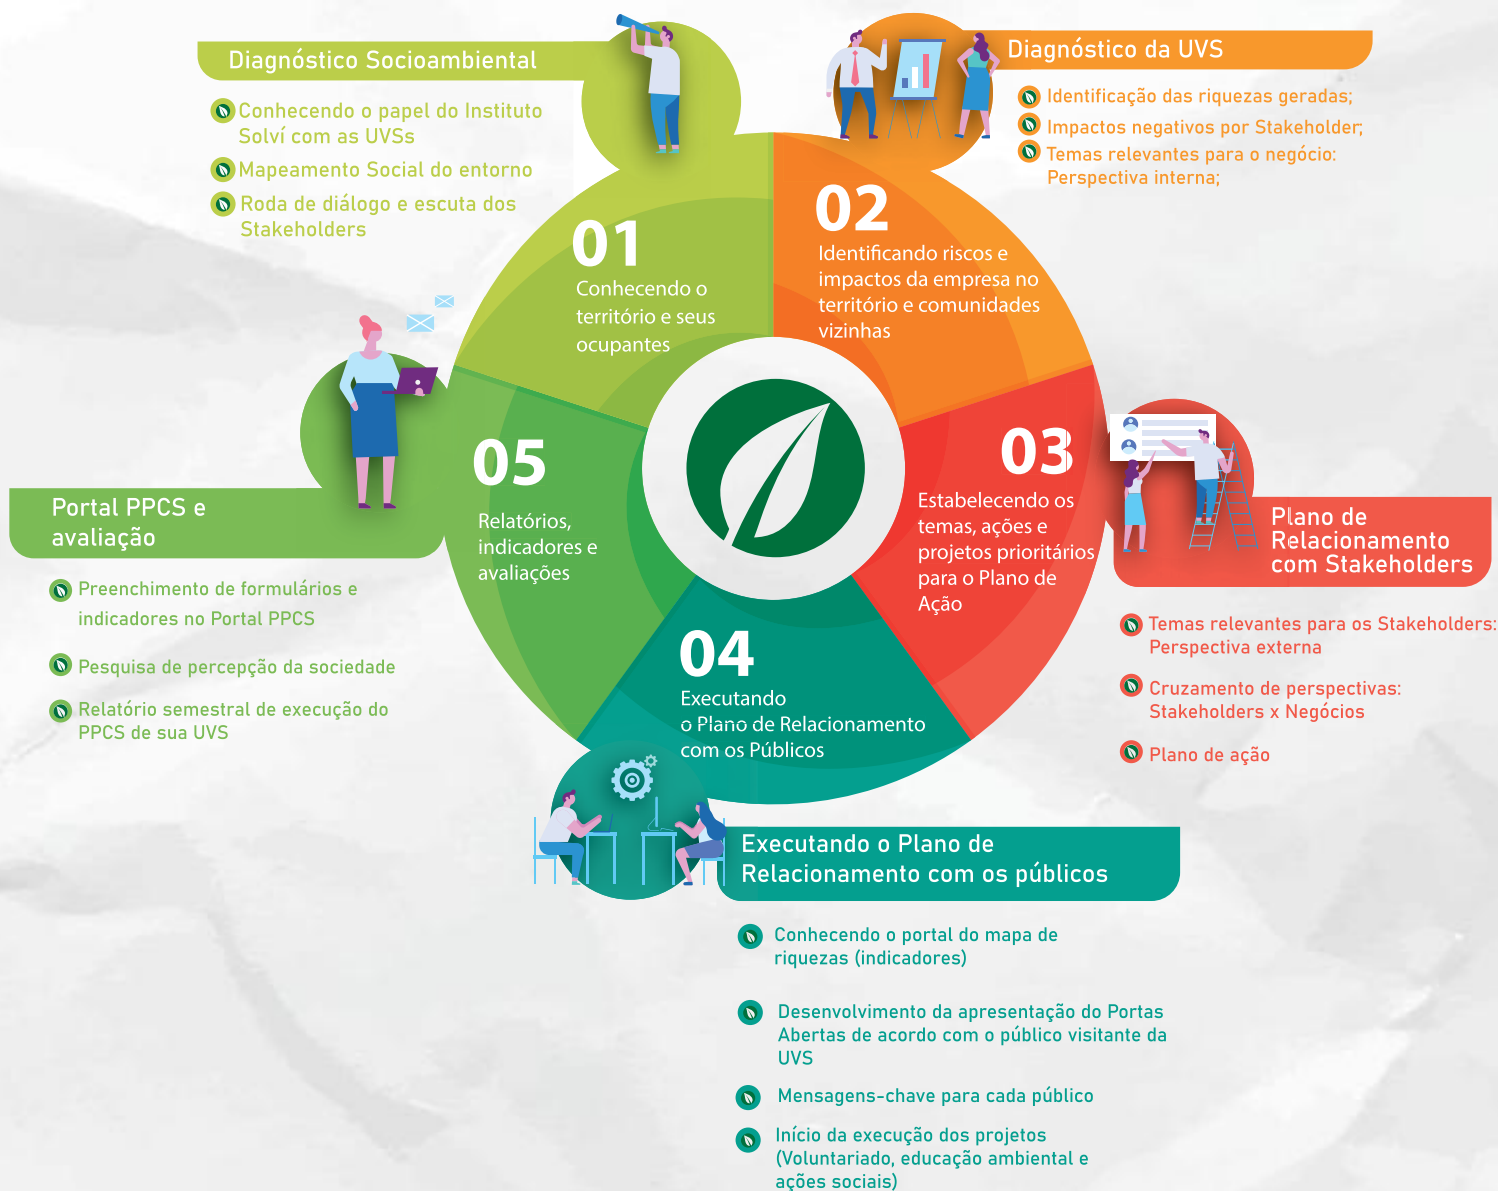 Diagnóstico Socioambiental
Conhecendo o papel do Instituto
Solví com as UVSs
Mapeamento Social do entorno
Roda de diálogo e escuta dos
Stakeholders
Diagnóstico da UVS
Identificação das riquezas geradas;
Impactos negativos por Stakeholder;
Temas relevantes para o negócio:
Perspectiva interna;
01
Conhecendo o
território e seus
ocupantes
02
Identificando riscos e
impactos da empresa no
território e comunidades
vizinhas
03
Estabelecendo os
temas, ações e
projetos prioritários
para o Plano de
Ação
Plano de
Relacionamento
com Stakeholders
Temas relevantes para os Stakeholders:
Perspectiva externa
Cruzamento de perspectivas:
Stakeholders x Negócios
Plano de ação
04
Executando
o Plano de Relacionamento
com os Públicos
Executando o Plano de
Relacionamento com os públicos
Conhecendo o portal do mapa de
riquezas (indicadores)
Desenvolvimento da apresentação do Portas
Abertas de acordo com o público visitante da
UVS
Mensagens-chave para cada público
Início da execução dos projetos
(Voluntariado, educação ambiental e
ações sociais)
05
Relatórios,
indicadores e
avaliações
Portal PPCS e
avaliação
Preenchimento de formulários e
indicadores no Portal PPCS
Pesquisa de percepção da sociedade
Relatório semestral de execução do
PPCS de sua UVS